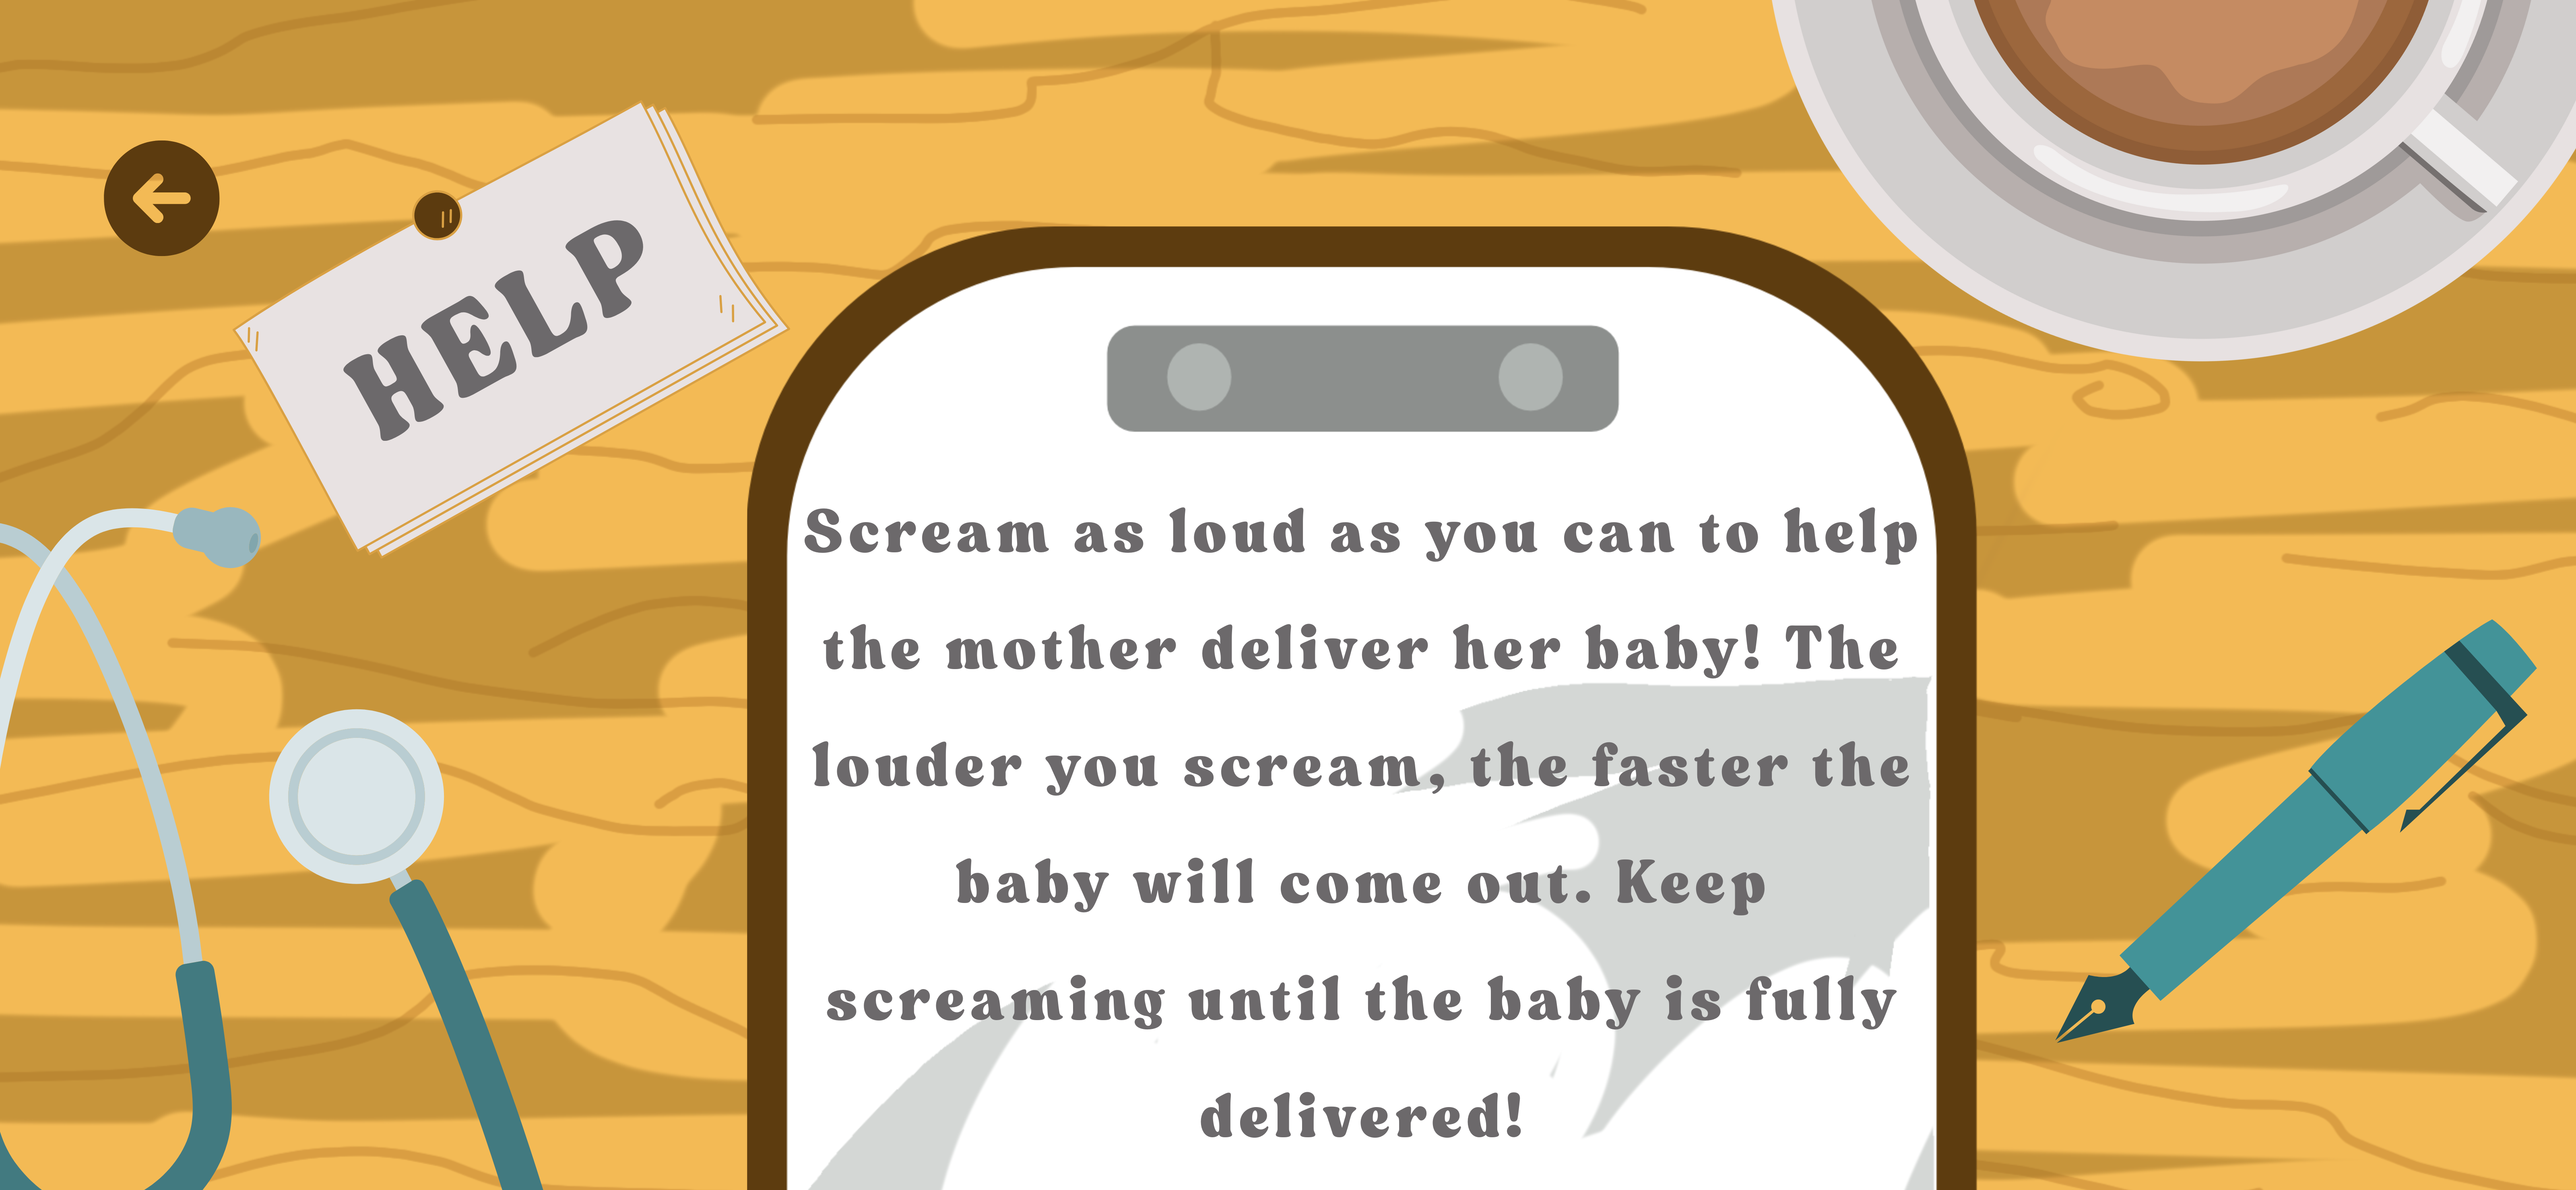 HELP
Scream as loud as you can to help
the mother deliver her baby! The
louder you scream, the faster the
baby will come out. Keep
screaming until the baby is fully
delivered!